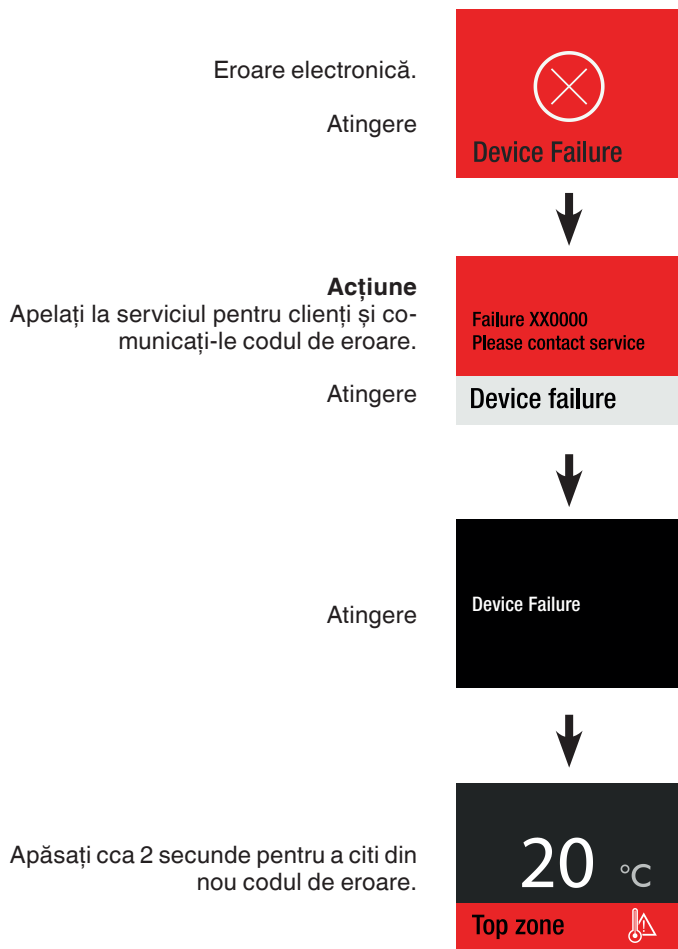 Eroare electronică.
Atingere
Device Failure
Acțiune
Apelați la serviciul pentru clienți și co-
municați-le codul de eroare.
Atingere
Failure XX0000
Please contact service
Device failure
Atingere
Device Failure
Apăsați cca 2 secunde pentru a citi din
nou codul de eroare.
20 °C
Top zone